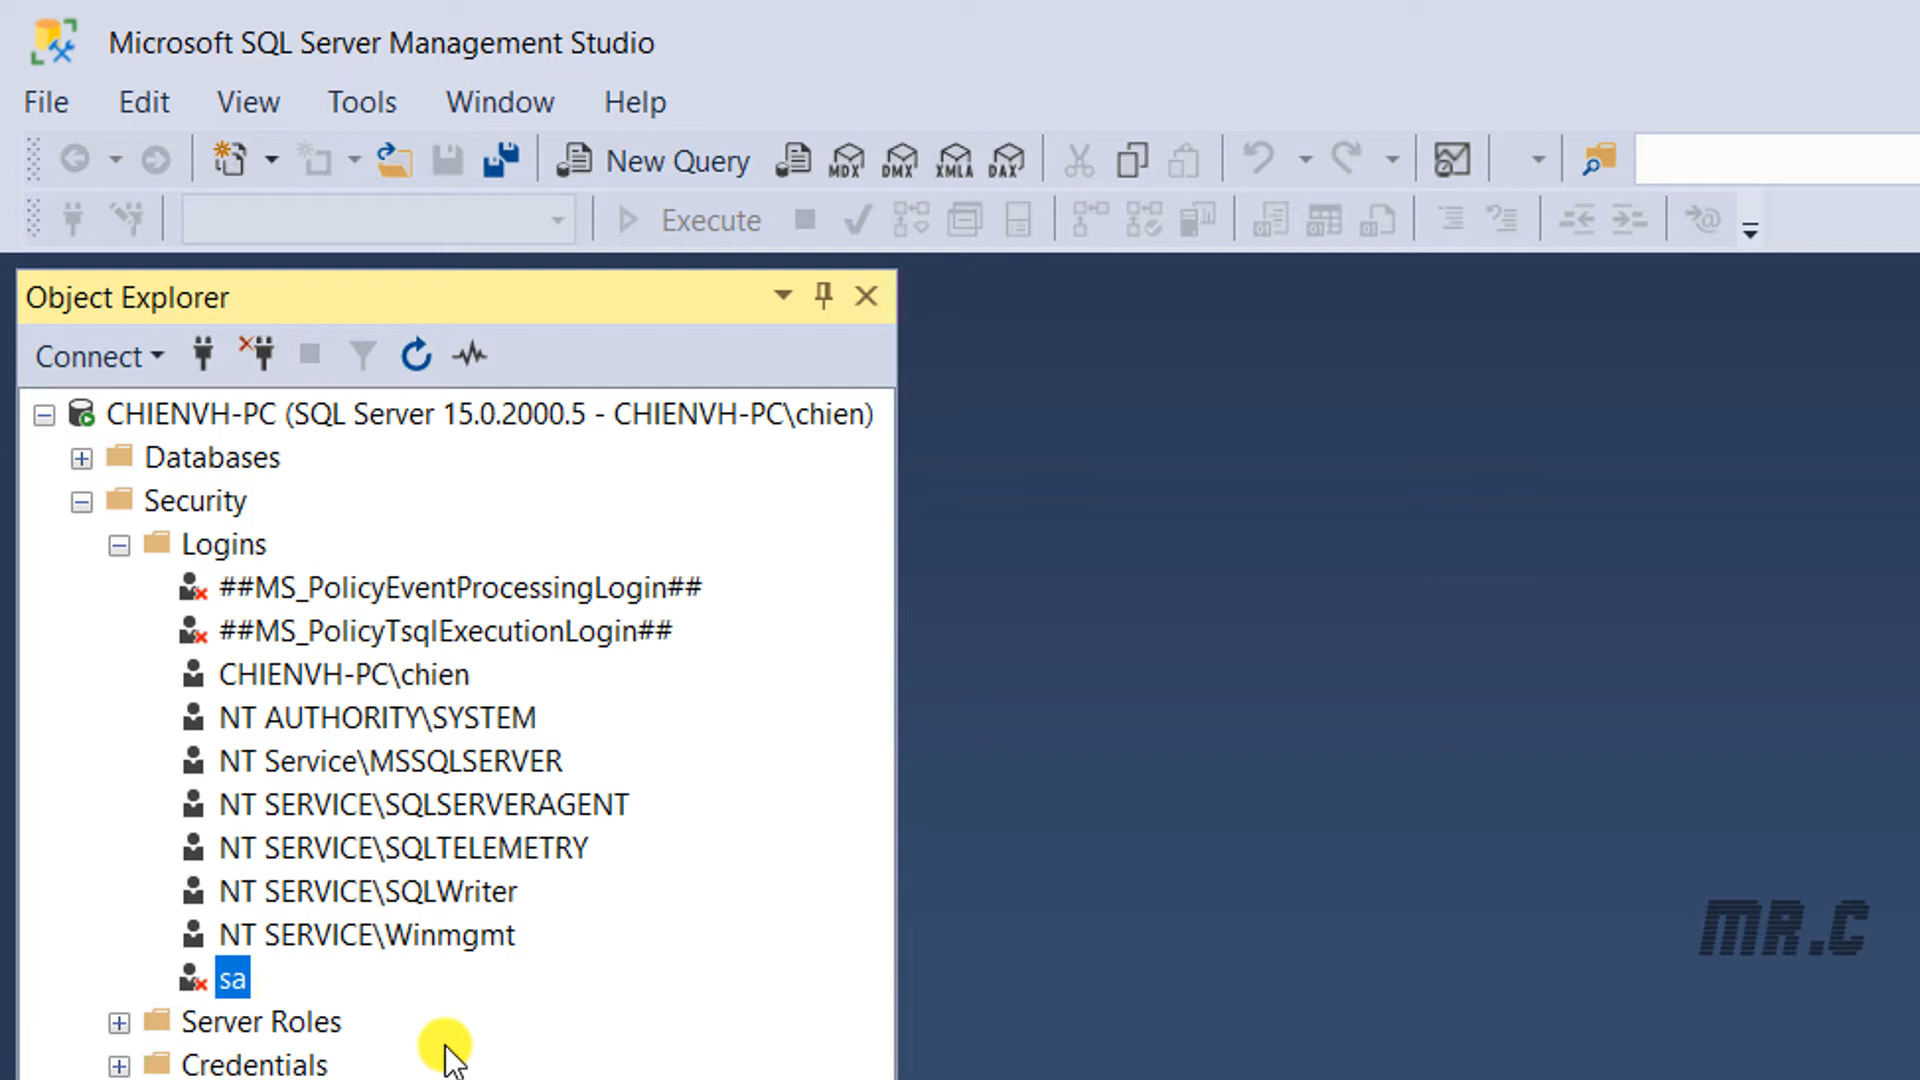 Microsoft SQL Server Management Studio
File Edit View Tools Window Help
New Query MDX DMX XMLA DAX
Execute
Object Explorer
Connect
CHIENVH-PC (SQL Server 15.0.2000.5 - CHIENVH-PC\chien)
Databases
Security
Logins
##MS_PolicyEventProcessingLogin##
##MS_PolicyTsqlExecutionLogin##
CHIENVH-PC\chien
NT AUTHORITY\SYSTEM
NT Service\MSSQLSERVER
NT SERVICE\SQLSERVERAGENT
NT SERVICE\SQLTELEMETRY
NT SERVICE\SQLWriter
NT SERVICE\Winmgmt
sa
Server Roles
Credentials
MR.C